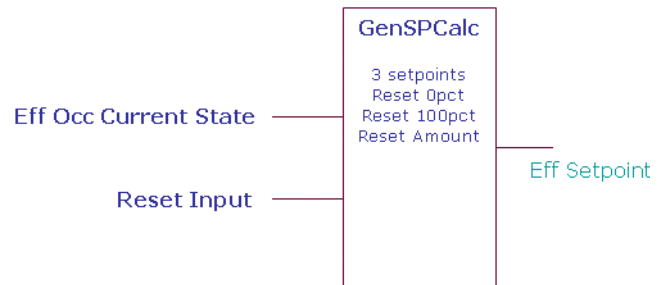 GenSPCalc
3 setpoints
Reset 0pct
Reset 100pct
Reset Amount
Eff Occ Current State
Reset Input
Eff Setpoint